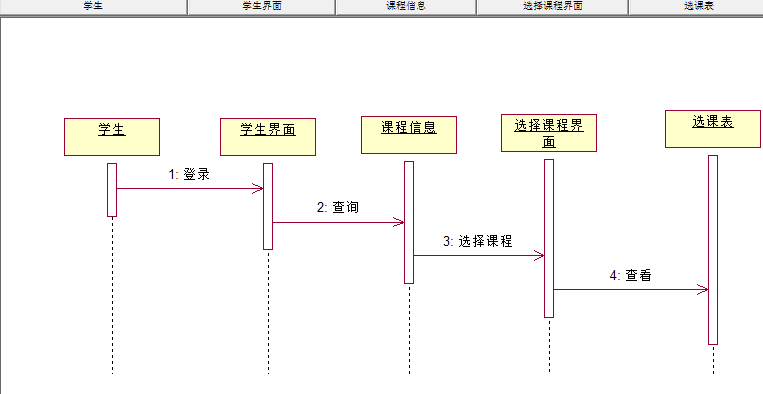 学生 学生界面 课程信息 选择课程界面 选课表
学生
学生界面
课程信息
选择课程界
面
选课表
1: 登录
2: 查询
3: 选择课程
4: 查看